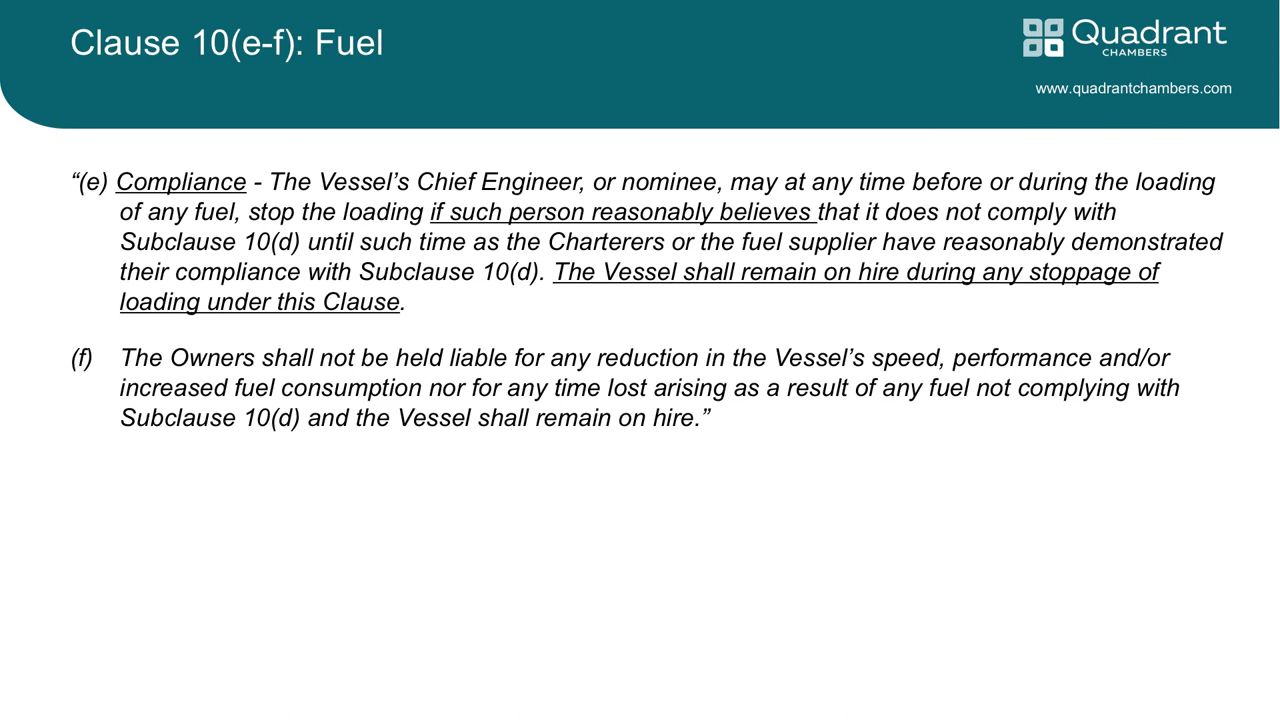 Clause 10(e-f): Fuel
Quadrant
CHAMBERS
www.quadrantchambers.com
“(e) Compliance - The Vessel’s Chief Engineer, or nominee, may at any time before or during the loading
of any fuel, stop the loading if such person reasonably believes that it does not comply with
Subclause 10(d) until such time as the Charterers or the fuel supplier have reasonably demonstrated
their compliance with Subclause 10(d). The Vessel shall remain on hire during any stoppage of
loading under this Clause.
(f) The Owners shall not be held liable for any reduction in the Vessel’s speed, performance and/or
increased fuel consumption nor for any time lost arising as a result of any fuel not complying with
Subclause 10(d) and the Vessel shall remain on hire.”